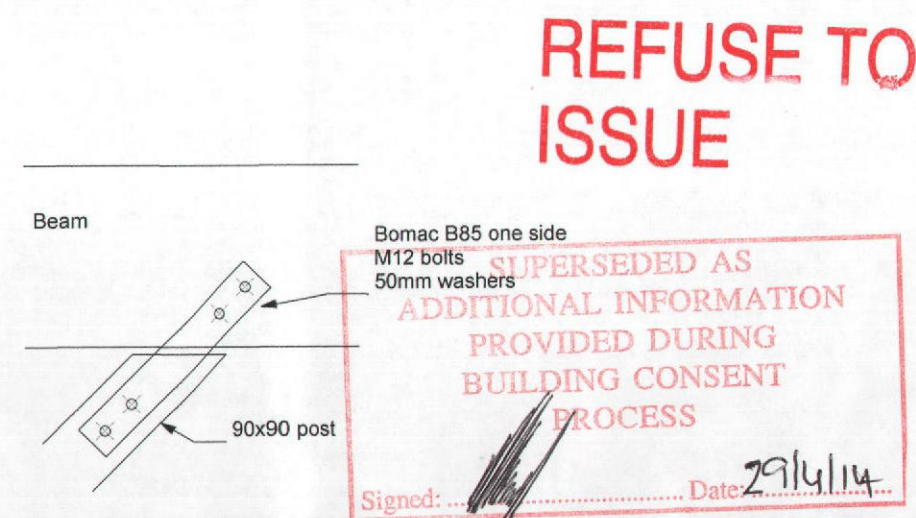 REFUSE TO
ISSUE
Beam
Bomac B85 one side
M12 bolts
50mm washers
SUPERSEDED AS
ADDITIONAL INFORMATION
PROVIDED DURING
BUILDING CONSENT
PROCESS
90x90 post
Signed: ........................................ Date: 29/4/14